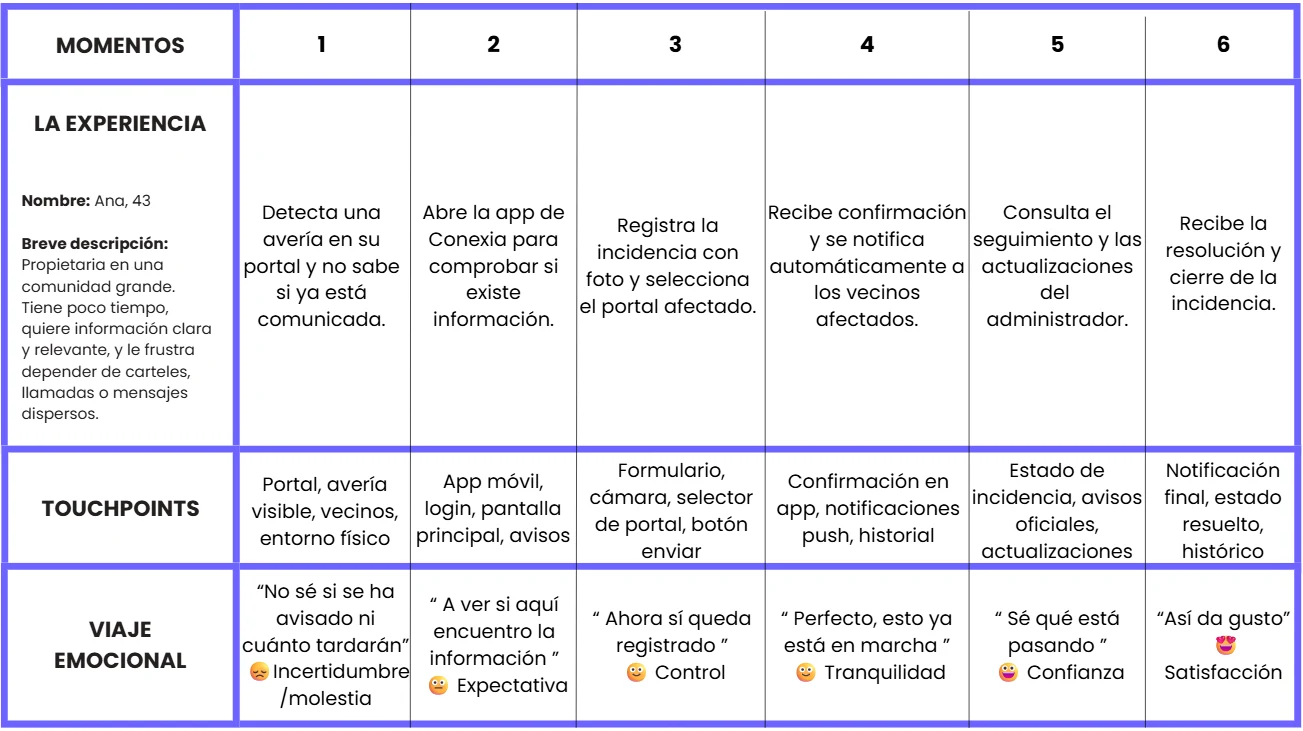 MOMENTOS
1
2
3
4
5
6
LA EXPERIENCIA
Nombre: Ana, 43
Breve descripción:
Propietaria en una
comunidad grande.
Tiene poco tiempo,
quiere información clara
y relevante, y le frustra
depender de carteles,
llamadas o mensajes
dispersos.
Detecta una
avería en su
portal y no sabe
si ya está
comunicada.
Abre la app de
Conexia para
comprobar si
existe
información.
Registra la
incidencia con
foto y selecciona
el portal afectado.
Recibe confirmación
y se notifica
automáticamente a
los vecinos
afectados.
Consulta el
seguimiento y las
actualizaciones
del
administrador.
Recibe la
resolución y
cierre de la
incidencia.
TOUCHPOINTS
Portal, avería
visible, vecinos,
entorno físico
App móvil,
login, pantalla
principal, avisos
Formulario,
cámara, selector
de portal, botón
enviar
Confirmación en
app, notificaciones
push, historial
Estado de
incidencia, avisos
oficiales,
actualizaciones
Notificación
final, estado
resuelto,
histórico
VIAJE
EMOCIONAL
“No sé si se ha
avisado ni
cuánto tardarán”
😞Incertidumbre
/molestia
“ A ver si aquí
encuentro la
información ”
😐 Expectativa
“ Ahora sí queda
registrado ”
🙂 Control
“ Perfecto, esto ya
está en marcha ”
🙂 Tranquilidad
“ Sé qué está
pasando ”
😀 Confianza
“Así da gusto”
😍
Satisfacción